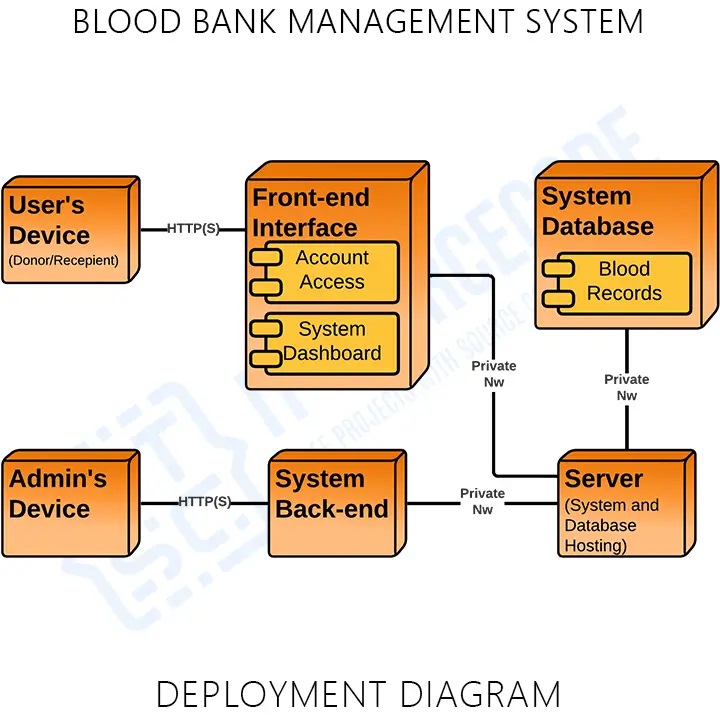 BLOOD BANK MANAGEMENT SYSTEM
User's
Device
(Donor/Recepient)
HTTP(S)
Front-end
Interface
Account
Access
System
Dashboard
System
Database
Blood
Records
Private
Nw
Private
Nw
Admin's
Device
HTTP(S)
System
Back-end
Private
Nw
Server
(System and
Database
Hosting)
DEPLOYMENT DIAGRAM